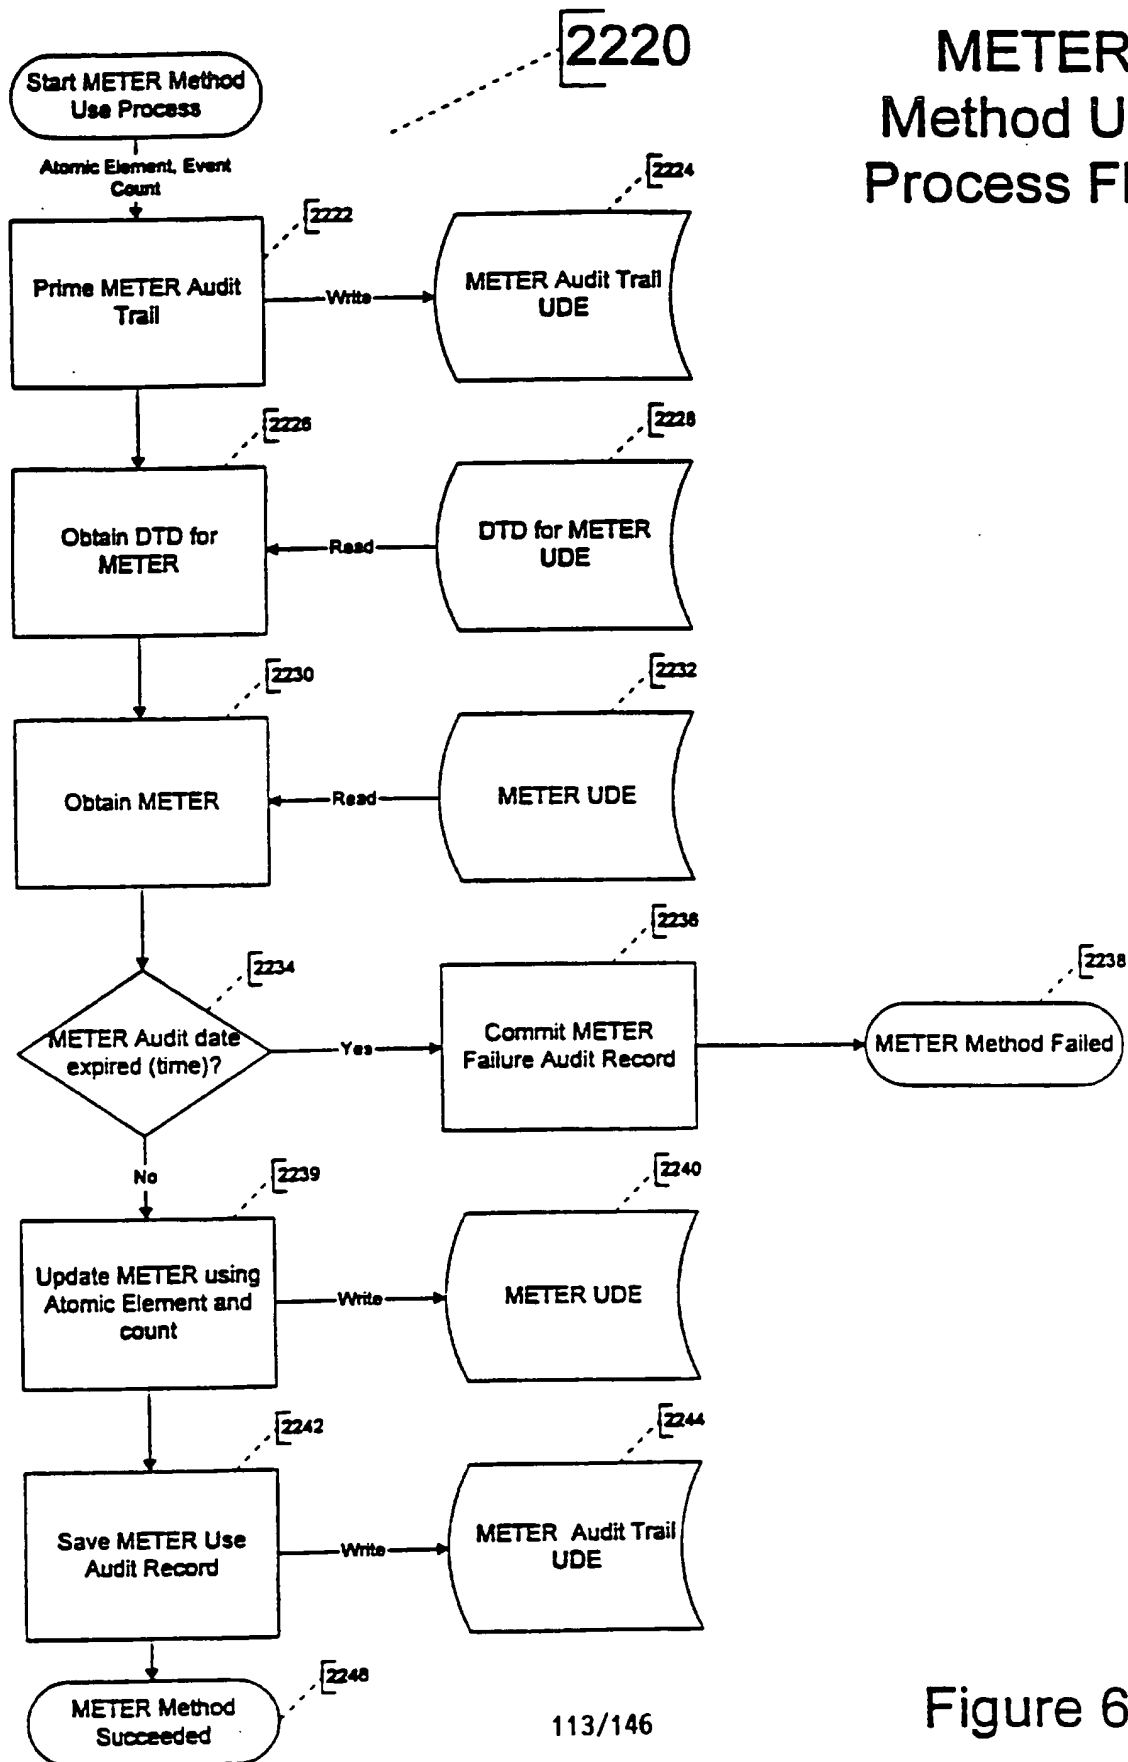 2220
METER
Method U
Process Fl
Start METER Method
Use Process
Atomic Element, Event
Count
2222
2224
Prime METER Audit
Trail
Write
METER Audit Trail
UDE
2226
2228
Obtain DTD for
METER
Read
DTD for METER
UDE
2230
2232
Obtain METER
Read
METER UDE
2234
2236
2238
METER Audit date
expired (time)?
Yes
Commit METER
Failure Audit Record
METER Method Failed
No
2239
2240
Update METER using
Atomic Element and
count
Write
METER UDE
2242
2244
Save METER Use
Audit Record
Write
METER Audit Trail
UDE
2246
METER Method
Succeeded
113/146
Figure 6